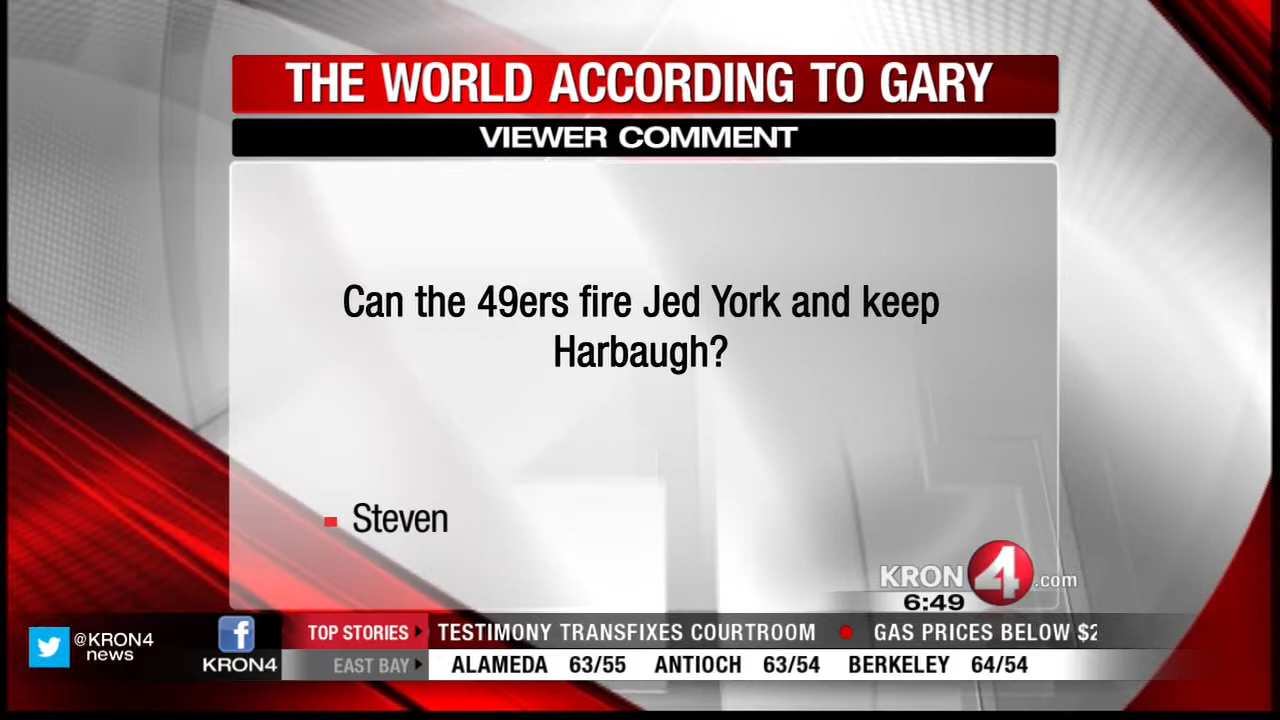 THE WORLD ACCORDING TO GARY
VIEWER COMMENT
Can the 49ers fire Jed York and keep
Harbaugh?
Steven
KRON 4 .com
6:49
@KRON4
news
KRON4
TOP STORIES TESTIMONY TRANSFIXES COURTROOM GAS PRICES BELOW $2
EAST BAY ALAMEDA 63/55 ANTIOCH 63/54 BERKELEY 64/54